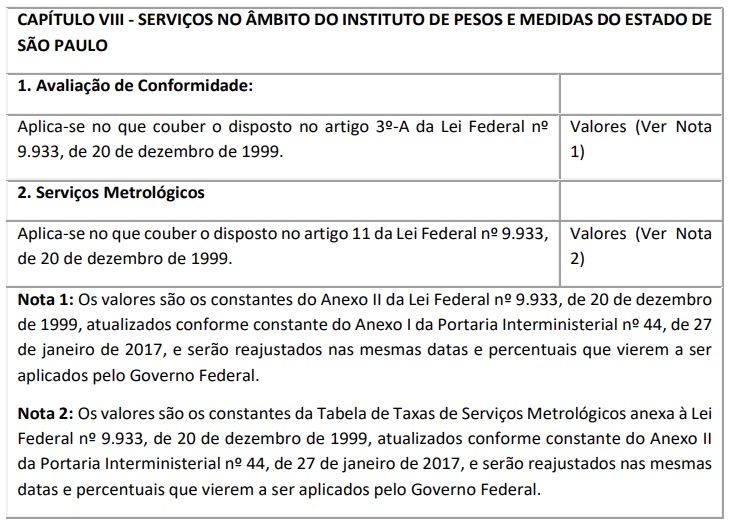 CAPÍTULO VIII - SERVIÇOS NO ÂMBITO DO INSTITUTO DE PESOS E MEDIDAS DO ESTADO DE
SÃO PAULO
1. Avaliação de Conformidade:
Aplica-se no que couber o disposto no artigo 3º-A da Lei Federal nº
9.933, de 20 de dezembro de 1999.
Valores (Ver Nota
1)
2. Serviços Metrológicos
Aplica-se no que couber o disposto no artigo 11 da Lei Federal nº 9.933,
de 20 de dezembro de 1999.
Valores (Ver Nota
2)
Nota 1: Os valores são os constantes do Anexo II da Lei Federal nº 9.933, de 20 de dezembro
de 1999, atualizados conforme constante do Anexo I da Portaria Interministerial nº 44, de 27
de janeiro de 2017, e serão reajustados nas mesmas datas e percentuais que vierem a ser
aplicados pelo Governo Federal.
Nota 2: Os valores são os constantes da Tabela de Taxas de Serviços Metrológicos anexa à Lei
Federal nº 9.933, de 20 de dezembro de 1999, atualizados conforme constante do Anexo II
da Portaria Interministerial nº 44, de 27 de janeiro de 2017, e serão reajustados nas mesmas
datas e percentuais que vierem a ser aplicados pelo Governo Federal.